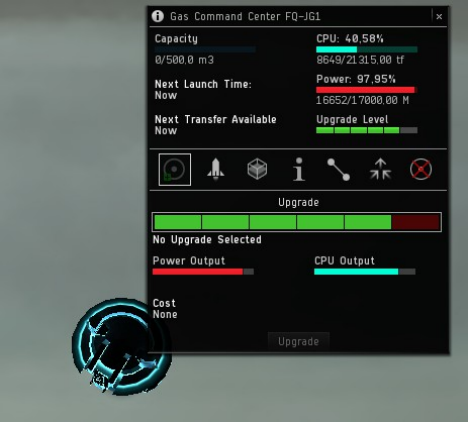 Gas Command Center FQ-JG1
Capacity
0/500.0 m3
CPU: 40,58%
8649/21315.00 tf
Next Launch Time:
Now
Power: 97,95%
16652/17000.00 M
Next Transfer Available
Now
Upgrade Level
Upgrade
No Upgrade Selected
Power Output
CPU Output
Cost
None
Upgrade